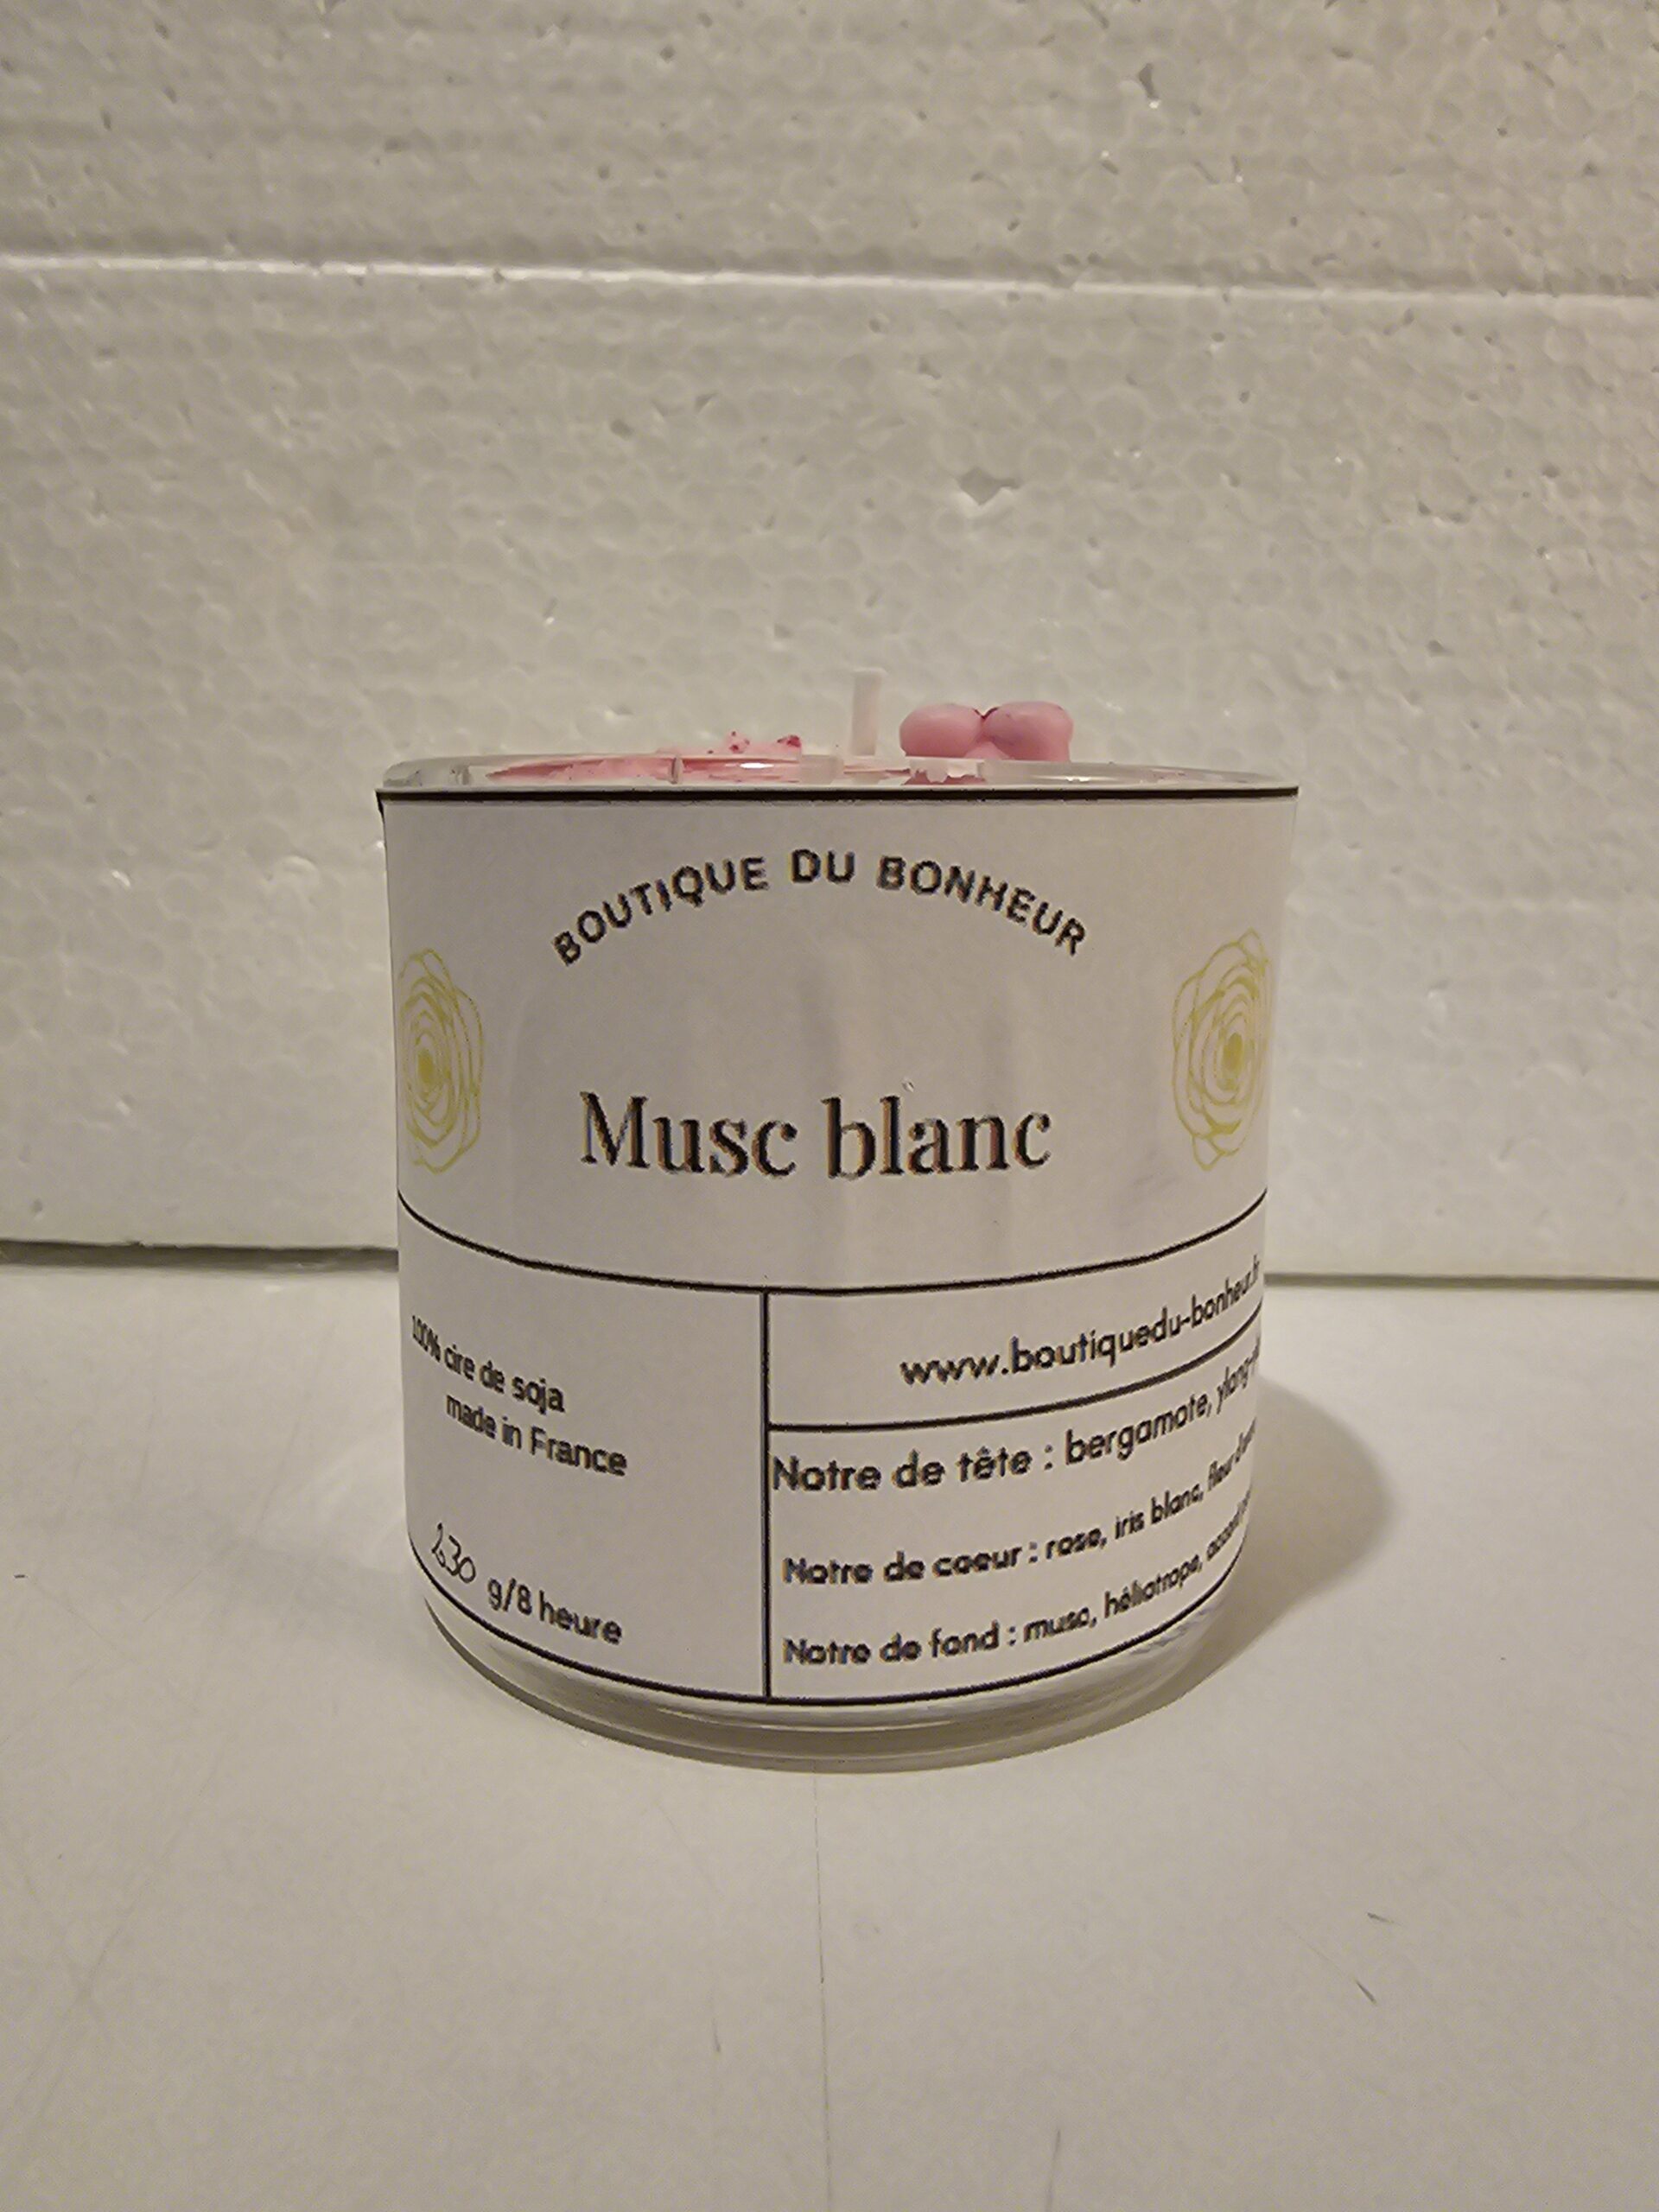 BOUTIQUE DU BONHEUR
Musc blanc
100% cire de soja
made in France
230 g/8 heure
www.boutiquedu-bonheur.fr
Notre de tête : bergamote,
Notre de coeur : rose, iris blanc, fleur
Notre de fond : musc, héliotrope,